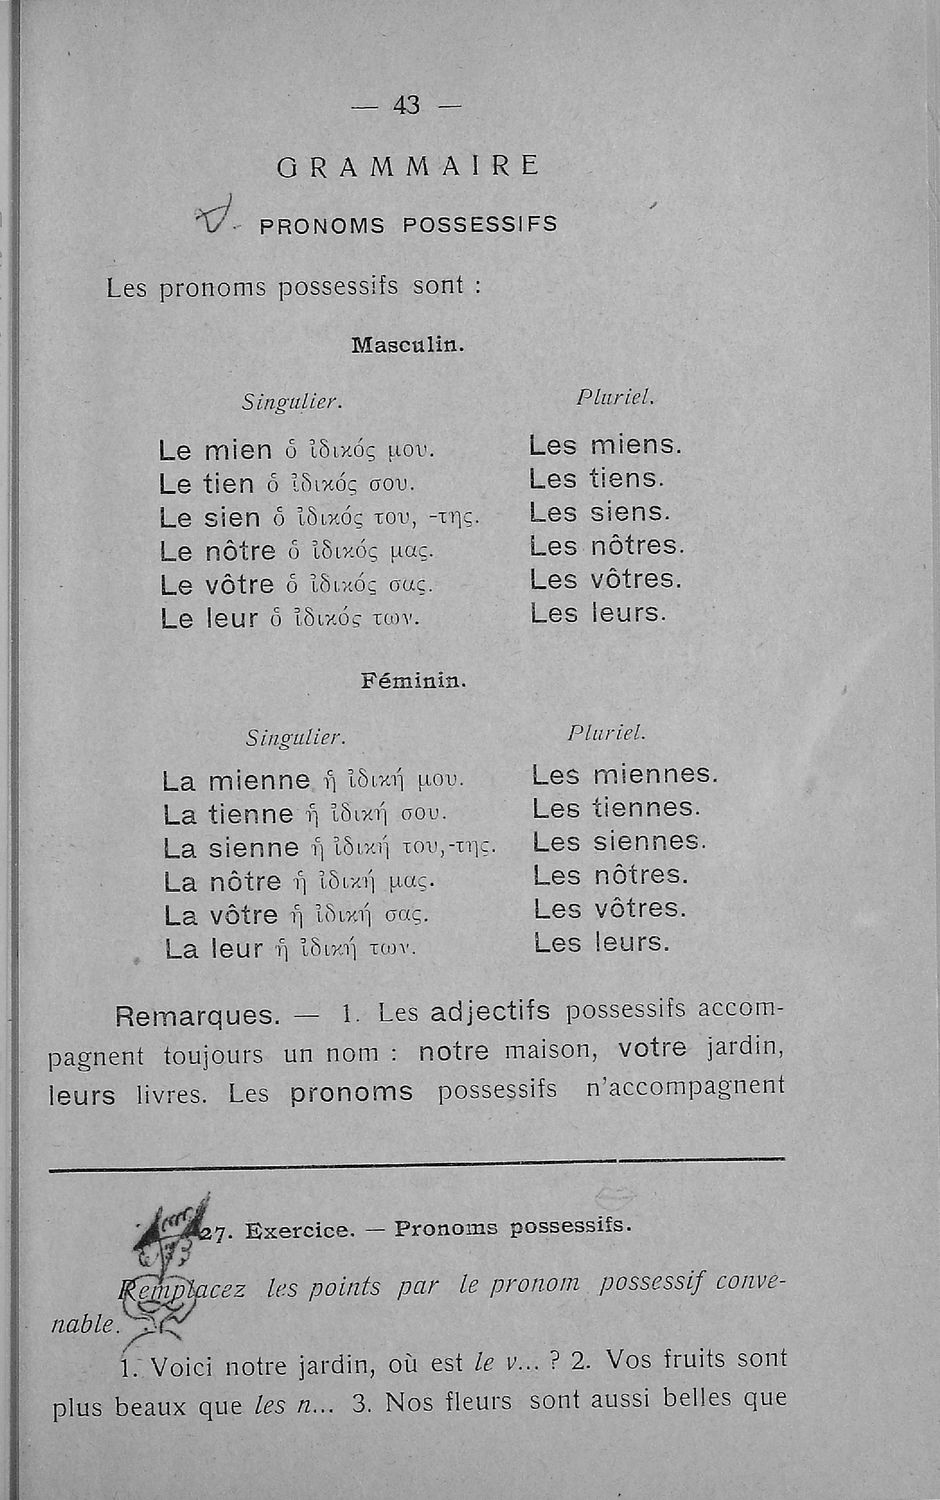 — 43 —
GRAMMAIRE
PRONOMS POSSESSIFS
Les pronoms possessifs sont :
Masculin.
Singulier. Pluriel.
Le mien ὁ ἰδικός μου. Les miens.
Le tien ὁ ἰδικός σου. Les tiens.
Le sien ὁ ἰδικός του, -της. Les siens.
Le nôtre ὁ ἰδικός μας. Les nôtres.
Le vôtre ὁ ἰδικός σας. Les vôtres.
Le leur ὁ ἰδικός των. Les leurs.
Féminin.
Singulier. Pluriel.
La mienne ἡ ἰδική μου. Les miennes.
La tienne ἡ ἰδική σου. Les tiennes.
La sienne ἡ ἰδική του,-της. Les siennes.
La nôtre ἡ ἰδική μας. Les nôtres.
La vôtre ἡ ἰδική σας. Les vôtres.
La leur ἡ ἰδική των. Les leurs.
Remarques. — 1. Les adjectifs possessifs accom-
pagnent toujours un nom : notre maison, votre jardin,
leurs livres. Les pronoms possessifs n'accompagnent
27. Exercice. — Pronoms possessifs.
Remplacez les points par le pronom possessif conve-
nable.
1. Voici notre jardin, où est le v... ? 2. Vos fruits sont
plus beaux que les n... 3. Nos fleurs sont aussi belles que